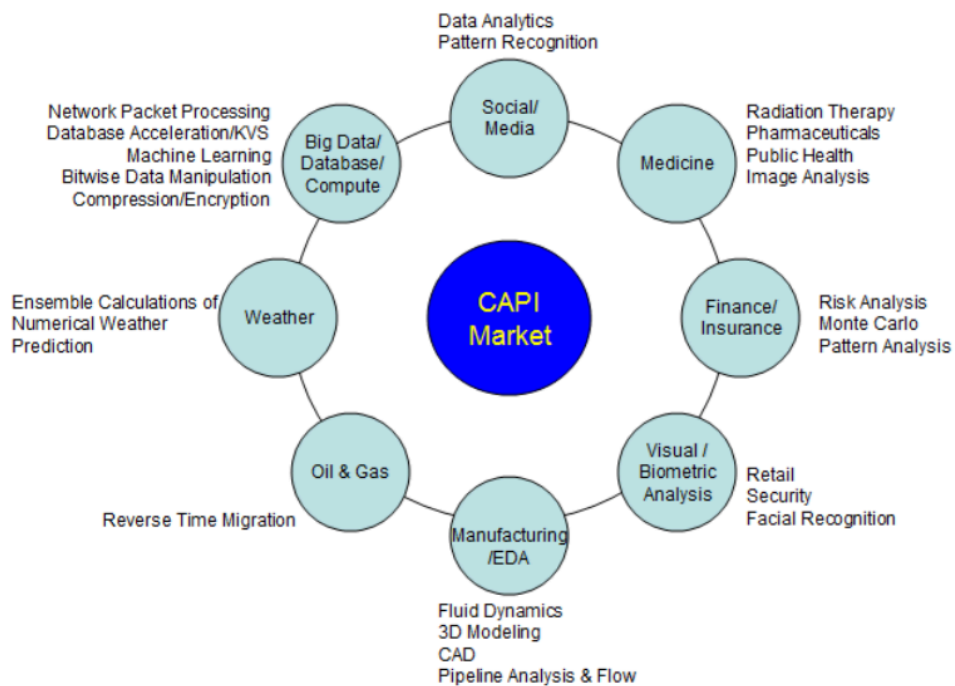 Data Analytics
Pattern Recognition
Social/
Media
Network Packet Processing
Database Acceleration/KVS
Machine Learning
Bitwise Data Manipulation
Compression/Encryption
Big Data/
Database/
Compute
Medicine
Radiation Therapy
Pharmaceuticals
Public Health
Image Analysis
Ensemble Calculations of
Numerical Weather
Prediction
Weather
CAPI
Market
Finance/
Insurance
Risk Analysis
Monte Carlo
Pattern Analysis
Oil & Gas
Reverse Time Migration
Visual /
Biometric
Analysis
Retail
Security
Facial Recognition
Manufacturing
/EDA
Fluid Dynamics
3D Modeling
CAD
Pipeline Analysis & Flow